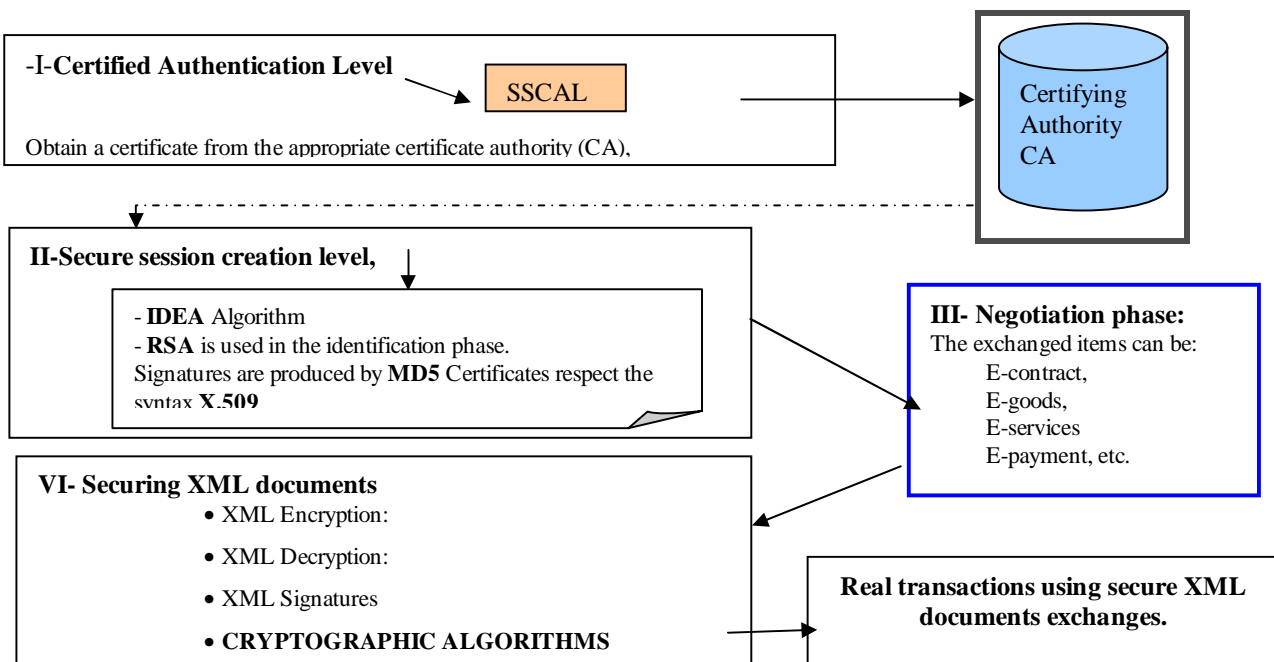 -I-Certified Authentication Level
SSCAL
Obtain a certificate from the appropriate certificate authority (CA),
Certifying
Authority
CA
II-Secure session creation level,
- IDEA Algorithm
- RSA is used in the identification phase.
Signatures are produced by MD5 Certificates respect the
syntax X.509
III- Negotiation phase:
The exchanged items can be:
E-contract,
E-goods,
E-services
E-payment, etc.
VI- Securing XML documents
• XML Encryption:
• XML Decryption:
• XML Signatures
• CRYPTOGRAPHIC ALGORITHMS
Real transactions using secure XML
documents exchanges.